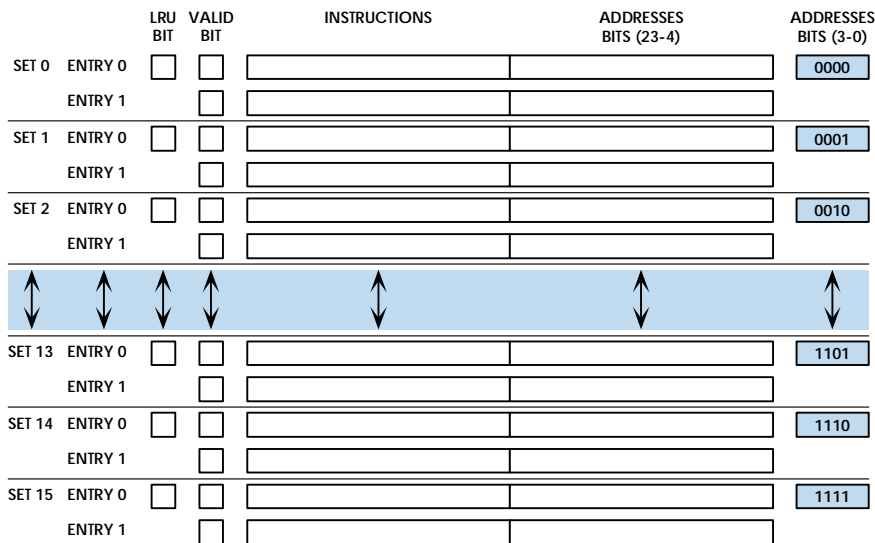 LRU VALID INSTRUCTIONS ADDRESSES ADDRESSES
BIT BIT BITS (23-4) BITS (3-0)
SET 0 ENTRY 0 0000
ENTRY 1
SET 1 ENTRY 0 0001
ENTRY 1
SET 2 ENTRY 0 0010
ENTRY 1
SET 13 ENTRY 0 1101
ENTRY 1
SET 14 ENTRY 0 1110
ENTRY 1
SET 15 ENTRY 0 1111
ENTRY 1